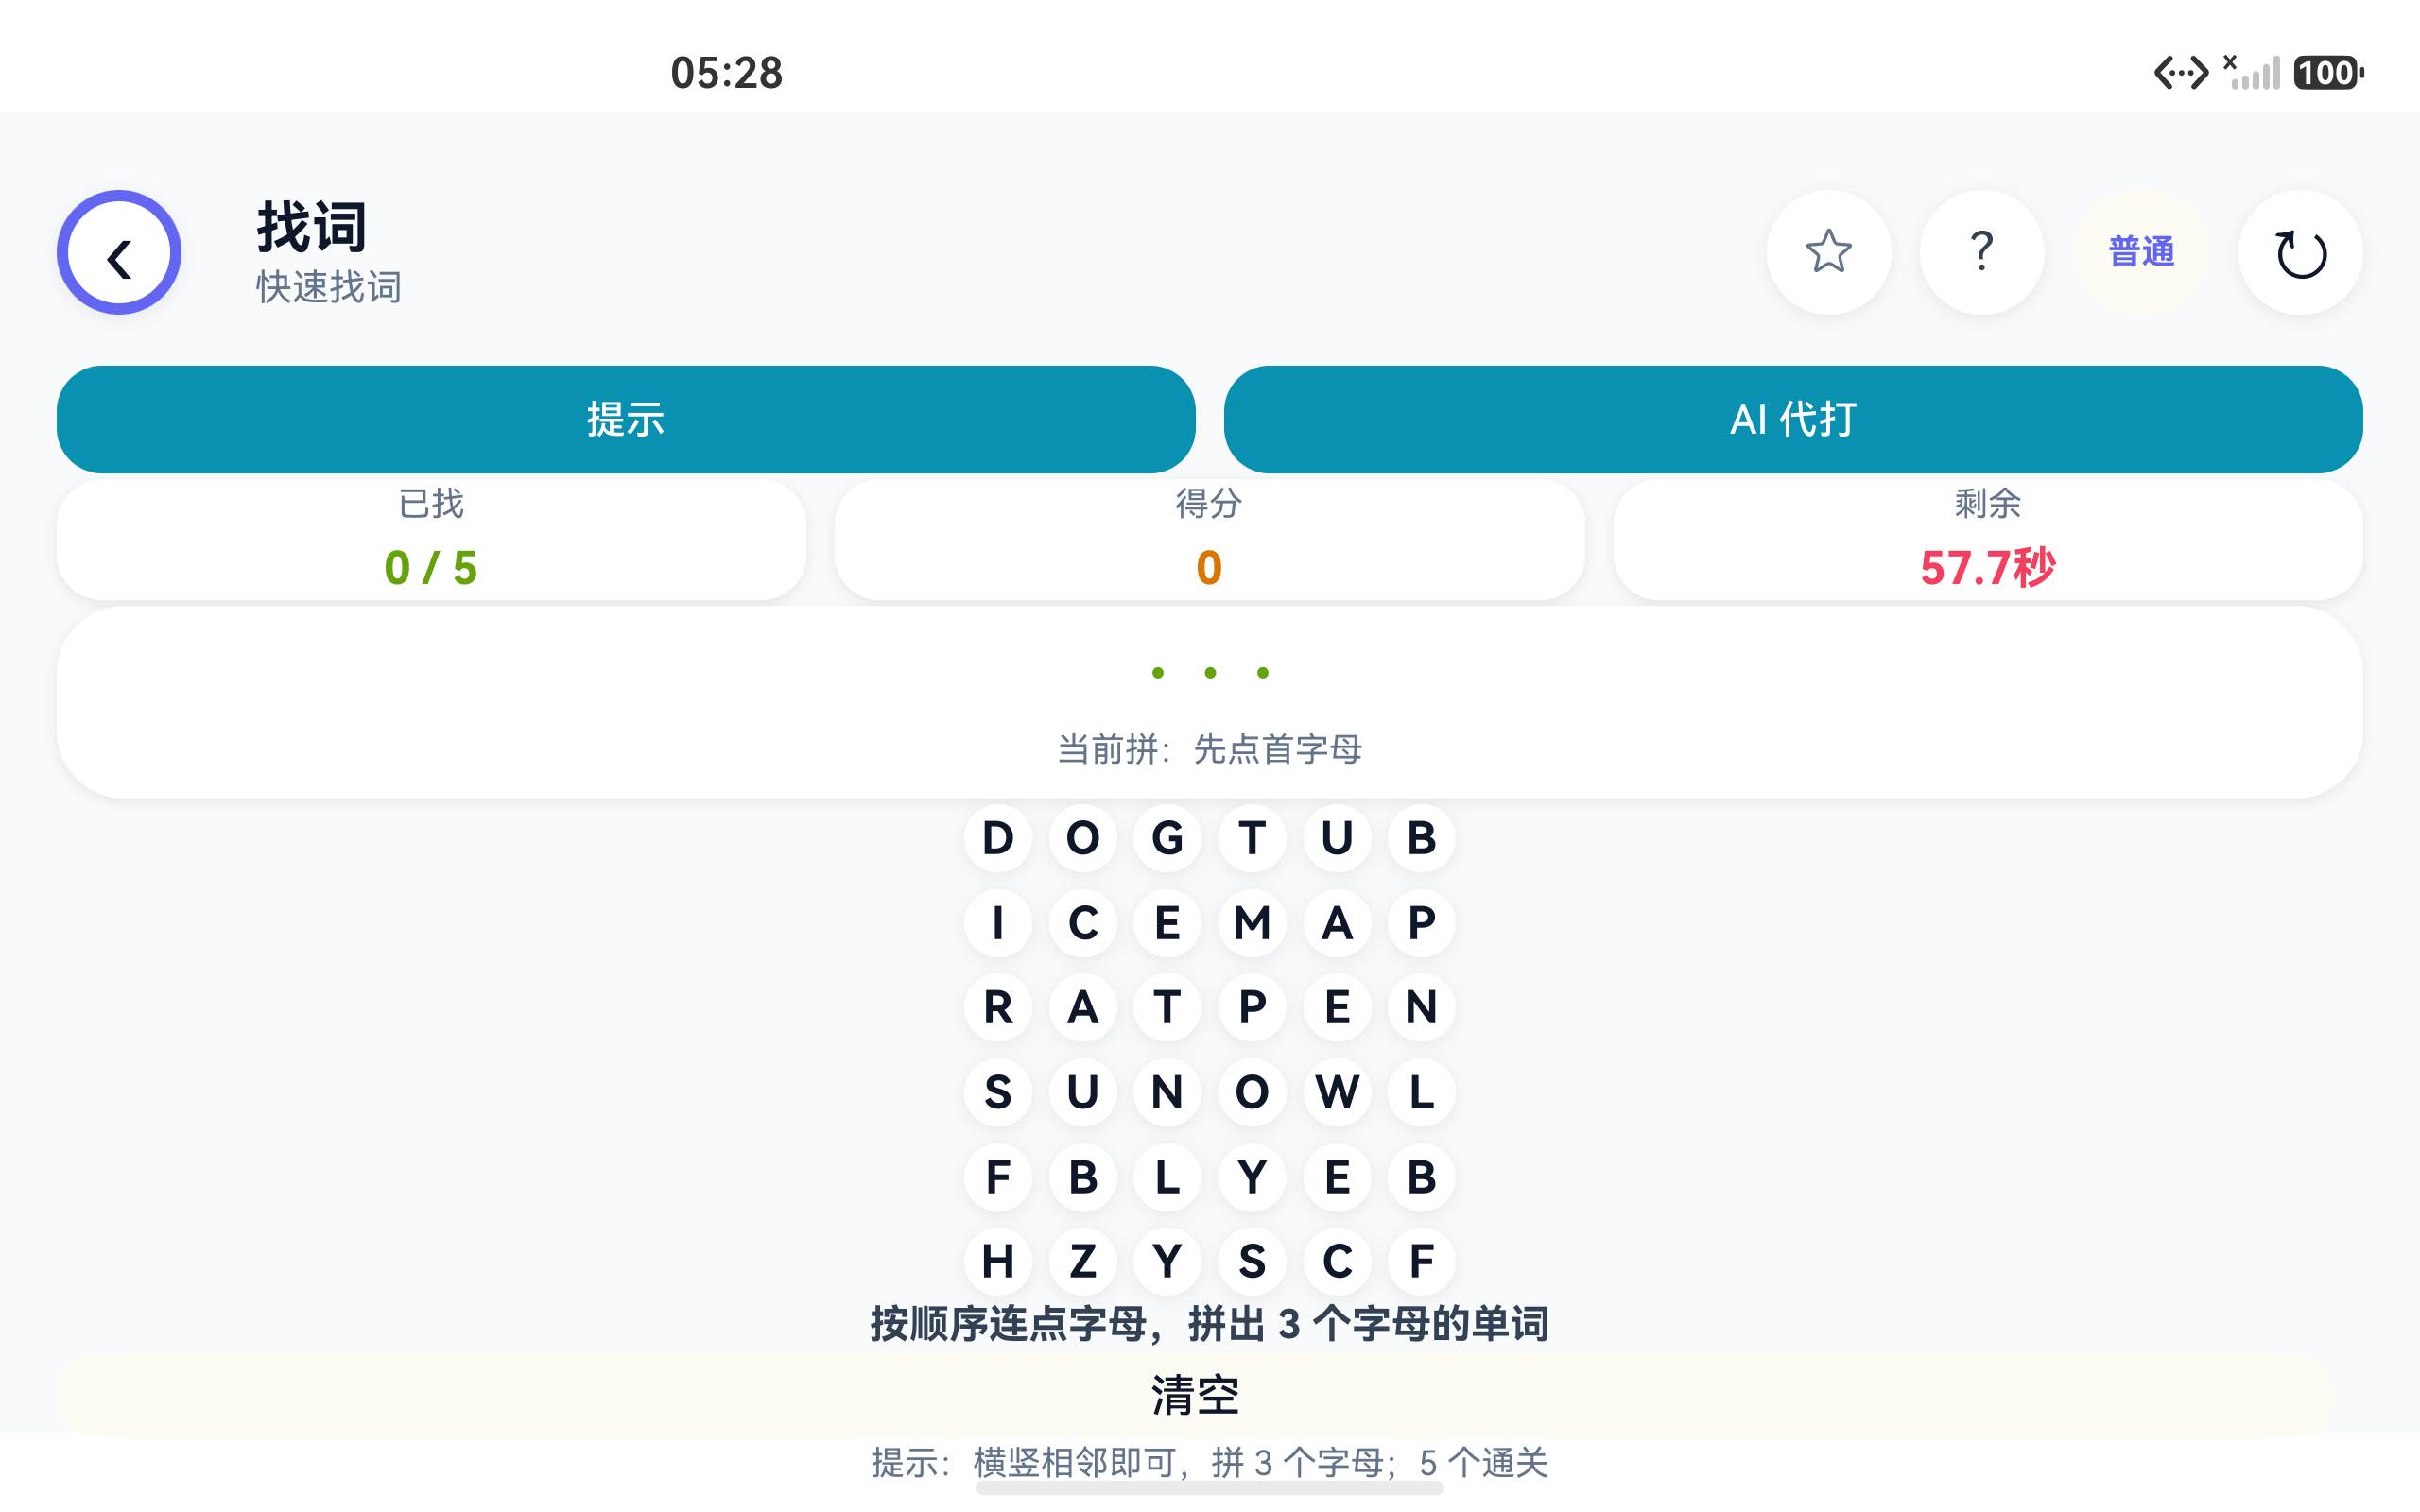 05:28
100
找词
快速找词
?
普通
提示
AI 代打
已找
得分
剩余
0 / 5
0
57.7秒
当前拼：先点首字母
D O G T U B
I C E M A P
R A T P E N
S U N O W L
F B L Y E B
H Z Y S C F
按顺序连点字母，拼出 3 个字母的单词
清空
提示：横竖相邻即可，拼 3 个字母；5 个通关